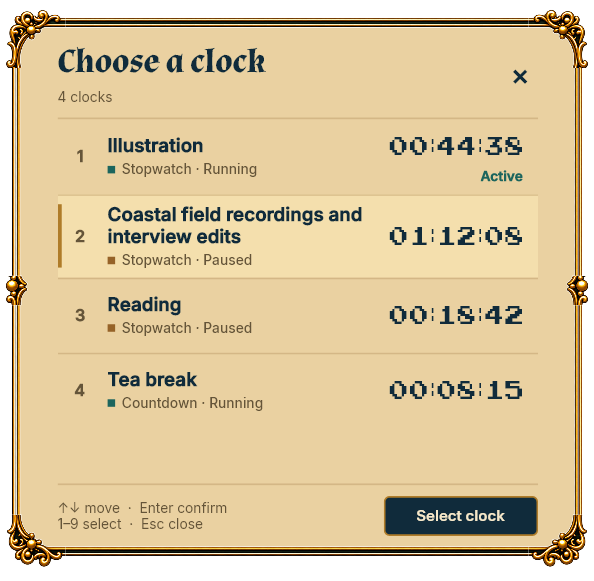 Choose a clock
×
4 clocks
1
Illustration
Stopwatch · Running
00:44:38
Active
2
Coastal field recordings and
interview edits
Stopwatch · Paused
01:12:08
3
Reading
Stopwatch · Paused
00:18:42
4
Tea break
Countdown · Running
00:08:15
↑↓ move · Enter confirm
1–9 select · Esc close
Select clock